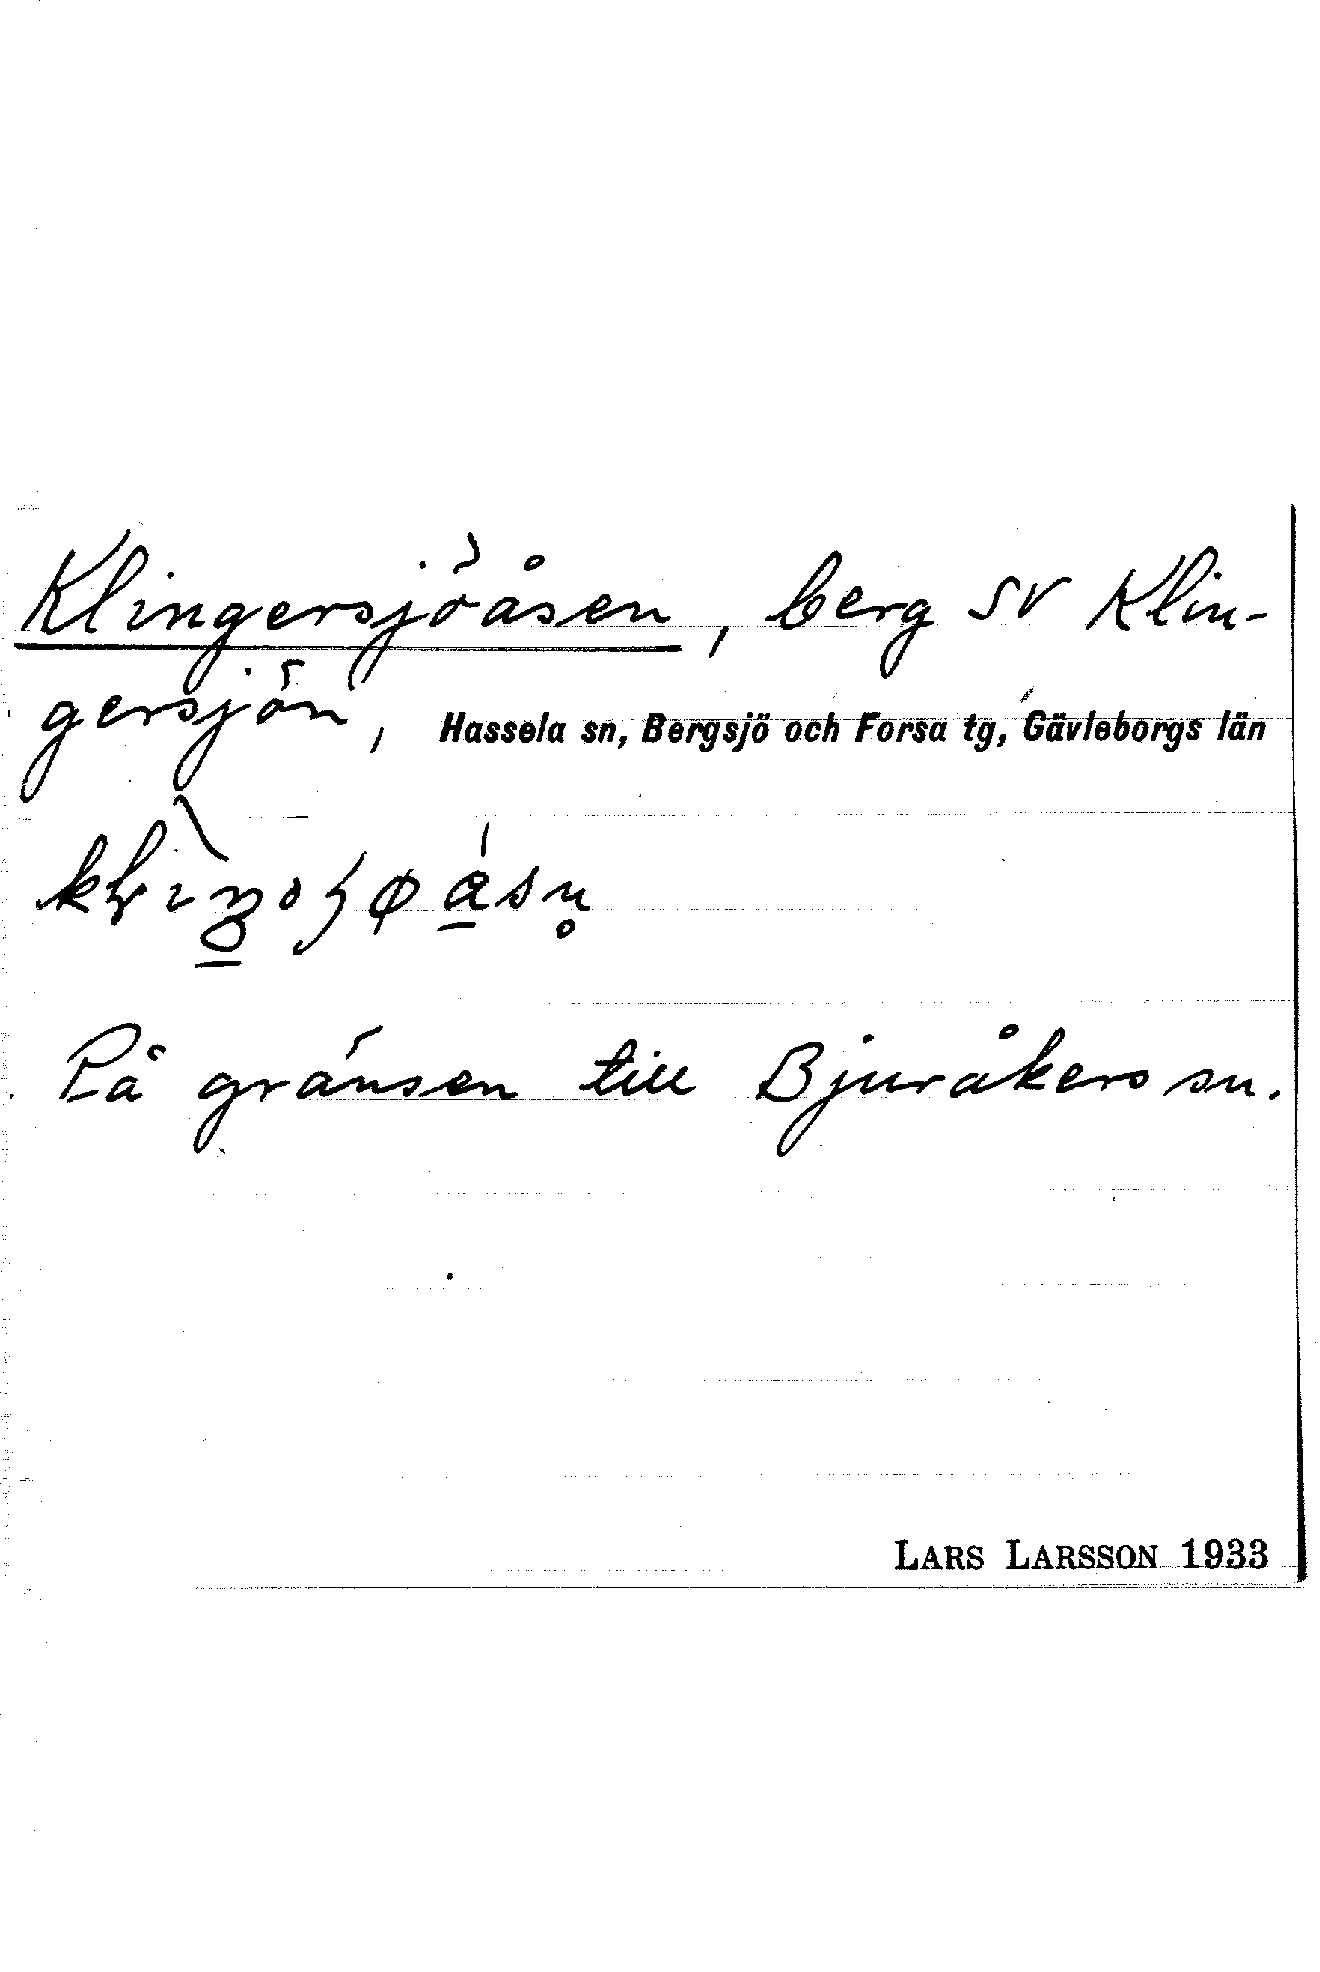 Klingersjöåsen, berg SV Klin-
gersjön, Hassela sn, Bergsjö och Forsa tg, Gävleborgs län
På gränsen till Bjuråkers sn.
LARS LARSSON 1933